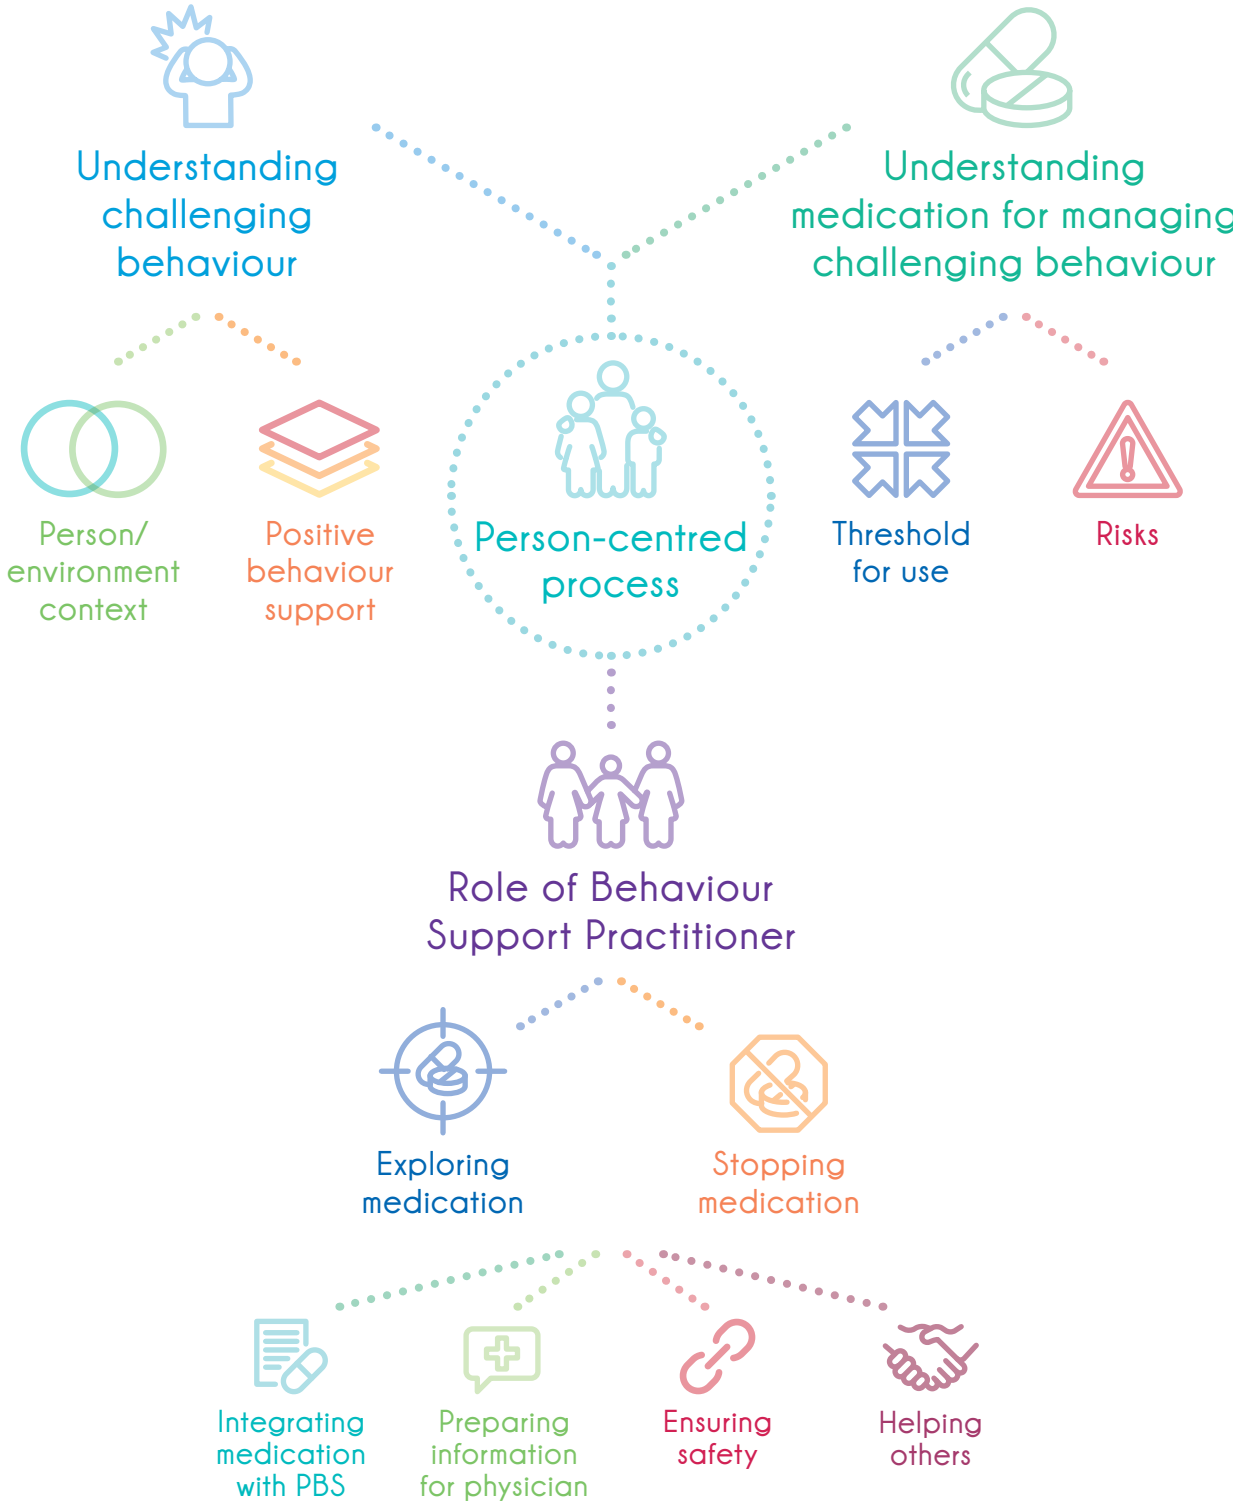 Understanding
challenging
behaviour
Understanding
medication for managing
challenging behaviour
Person/
environment
context
Positive
behaviour
support
Person-centred
process
Threshold
for use
Risks
Role of Behaviour
Support Practitioner
Exploring
medication
Stopping
medication
Integrating
medication
with PBS
Preparing
information
for physician
Ensuring
safety
Helping
others